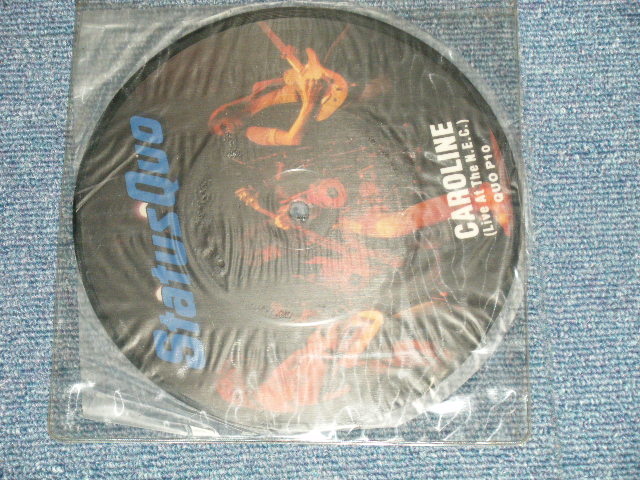 Status Quo
CAROLINE
(Live At The N.E.C.)
QUO P10